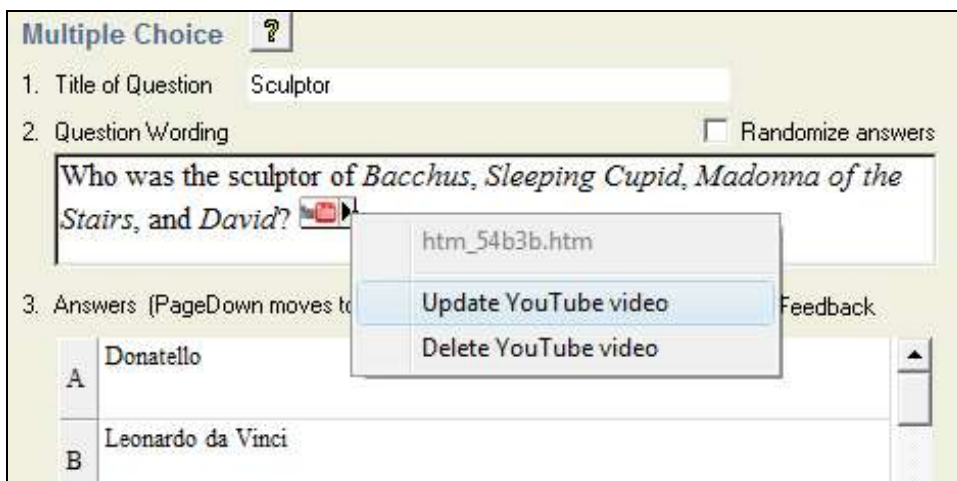 Multiple Choice ?
1. Title of Question Sculptor
2. Question Wording Randomize answers
Who was the sculptor of Bacchus, Sleeping Cupid, Madonna of the
Stairs, and David?
htm_54b3b.htm
Update YouTube video
Delete YouTube video
3. Answers (PageDown moves to Feedback
A Donatello
B Leonardo da Vinci